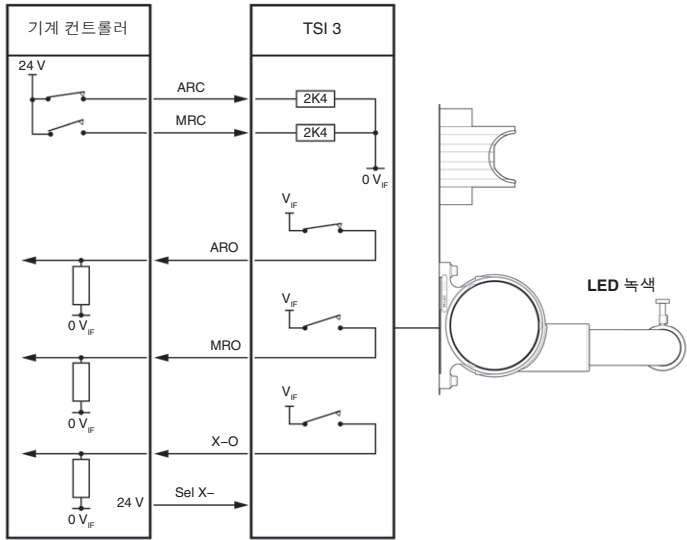 기계 컨트롤러
TSI 3
24 V
ARC
2K4
MRC
2K4
0 VIF
VIF
ARO
0 VIF
VIF
LED 녹색
MRO
0 VIF
VIF
X–O
0 VIF
24 V
Sel X–